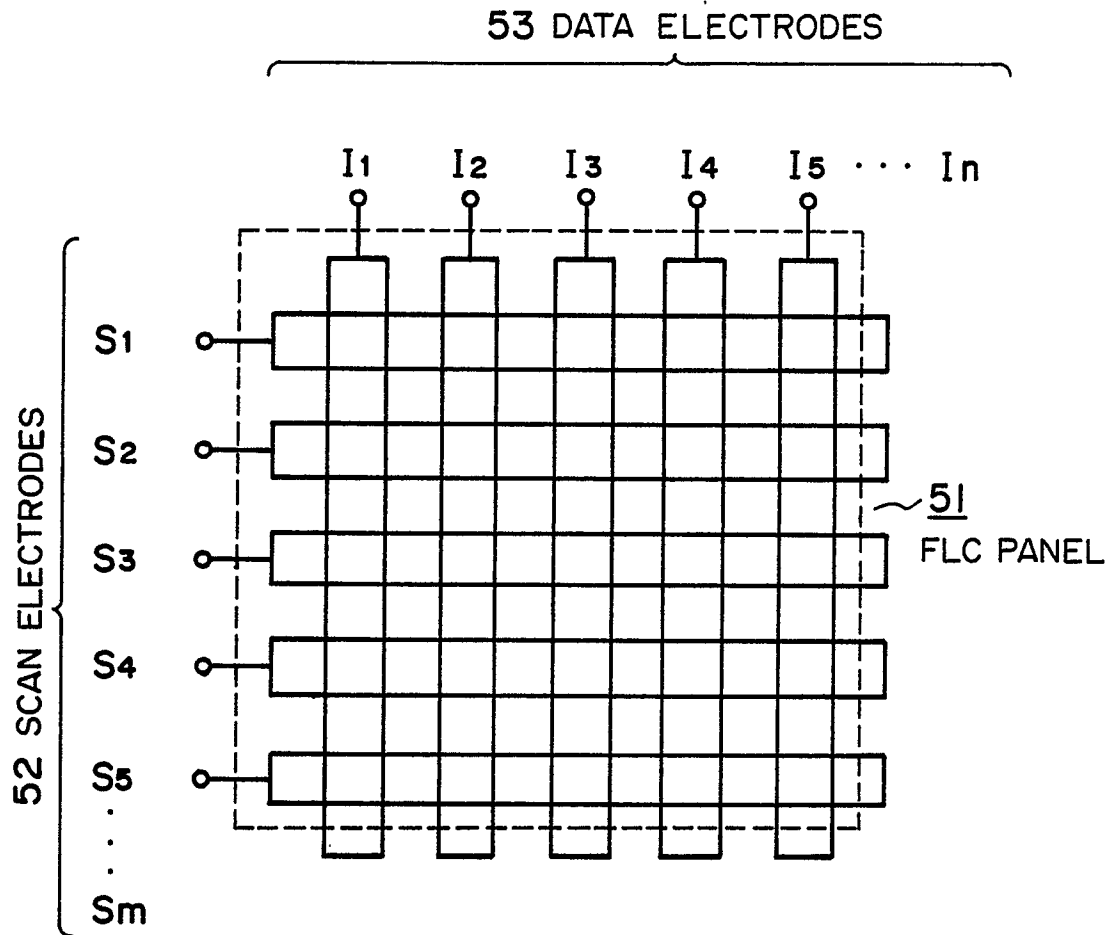 53 DATA ELECTRODES
I1 I2 I3 I4 I5 ··· In
S1
S2
S3
S4
S5
·
·
·
Sm
52 SCAN ELECTRODES
51
FLC PANEL